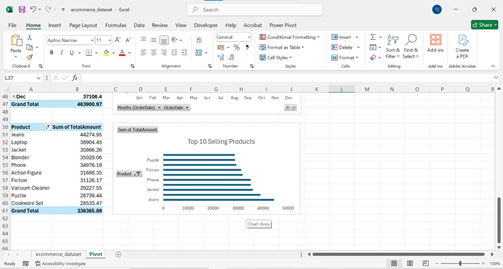 ecommerce_dataset - Excel
Search
TS
File Home Insert Page Layout Formulas Data Review View Developer Help Acrobat Power Pivot
Share
Paste
Aptos Narrow 11
B I U
General
Conditional Formatting
Format as Table
Cell Styles
Insert
Delete
Format
Sort & Filter
Find & Select
Add-ins
Create a PDF
Clipboard Font Alignment Number Styles Cells Editing Add-ins Adobe Acrobat
L37 fx
A B C D E F G H I J K L M N O P
46 Dec 37106.4
47 Grand Total 463900.97
48
49
50 Product Sum of TotalAmount
51 Jeans 44274.95
52 Laptop 38904.45
53 Jacket 35866.26
54 Blender 35029.06
55 Phone 34976.19
56 Action Figure 31688.35
57 Fiction 31126.17
58 Vacuum Cleaner 29227.55
59 Puzzle 28739.44
60 Cookware Set 28533.47
61 Grand Total 338365.89
62
63
64
65
66
Jan Feb Mar Apr May Jun Jul Aug Sep Oct Nov Dec
Months (OrderDate) OrderDate
Sum of TotalAmount
Top 10 Selling Products
Product
Puzzle
Fiction
Phone
Jacket
Jeans
0 10000 20000 30000 40000 50000
Chart Area
ecommerce_dataset Pivot
Ready Accessibility: Investigate
100%